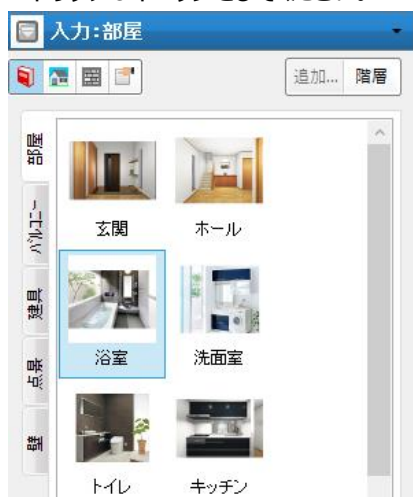 入力:部屋
追加... 階層
部屋
バルコニー
建具
点景
壁
玄関 ホール
浴室 洗面室
トイレ キッチン